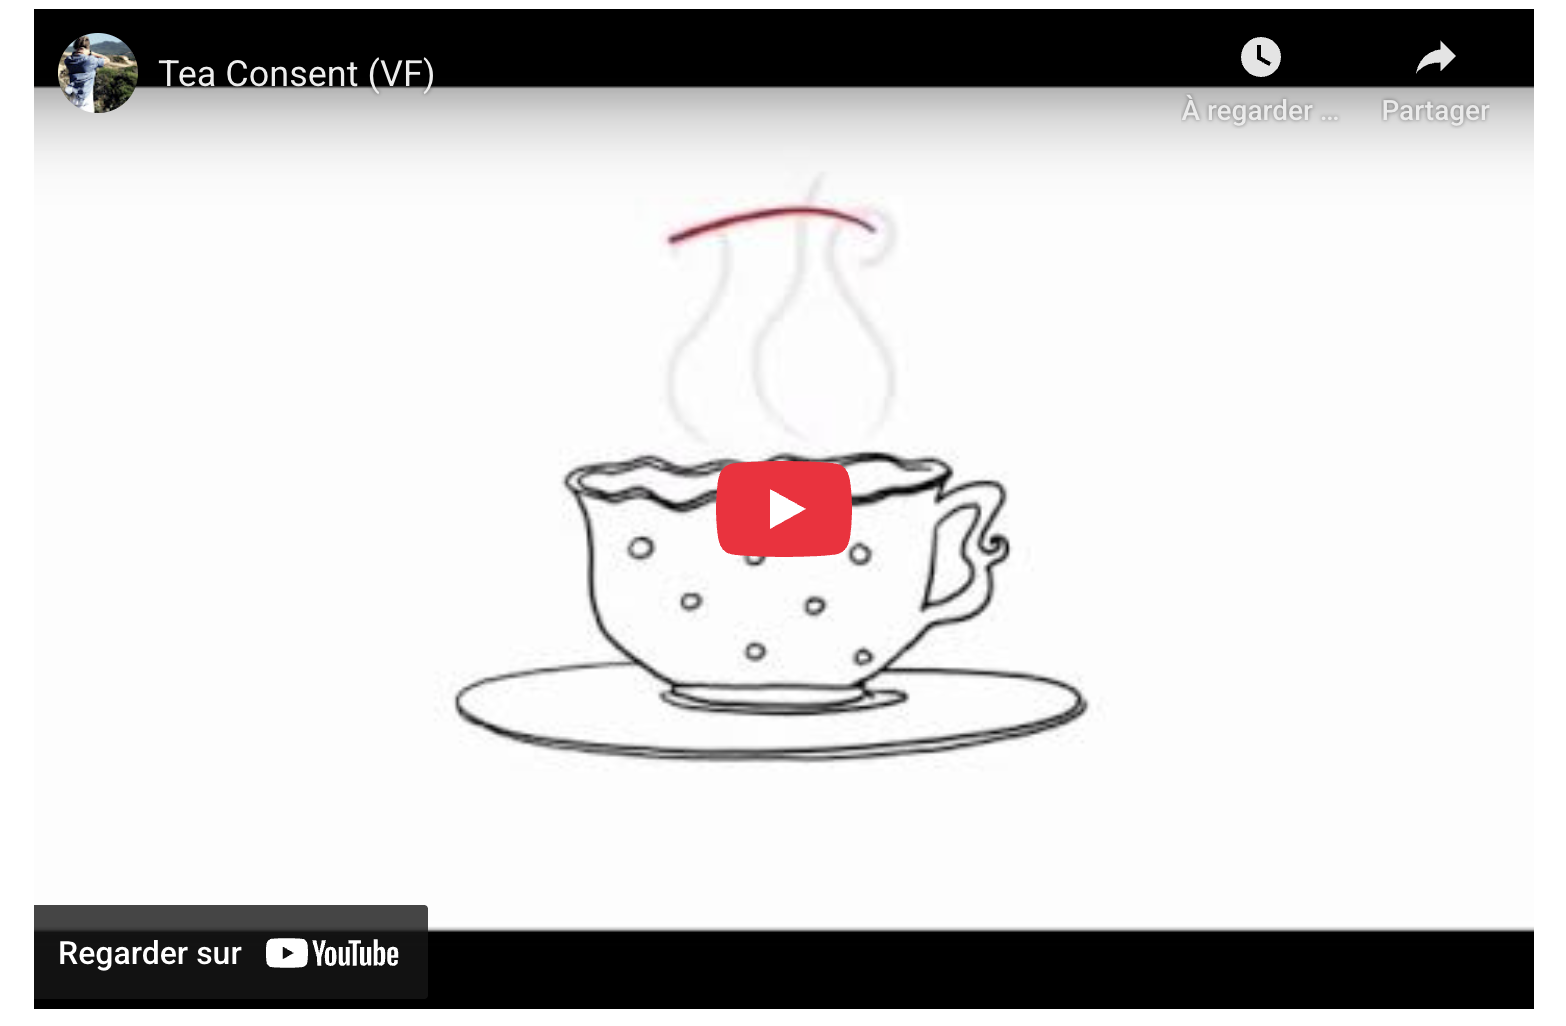 Tea Consent (VF)
À regarder ...
Partager
Regarder sur YouTube